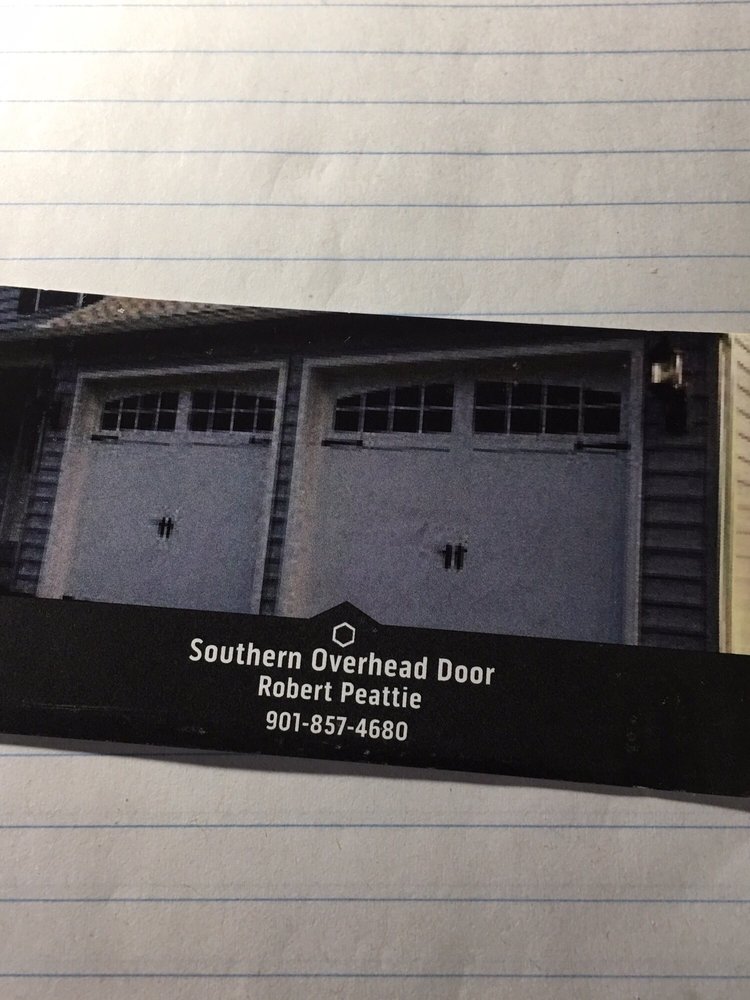 Southern Overhead Door
Robert Peattie
901-857-4680